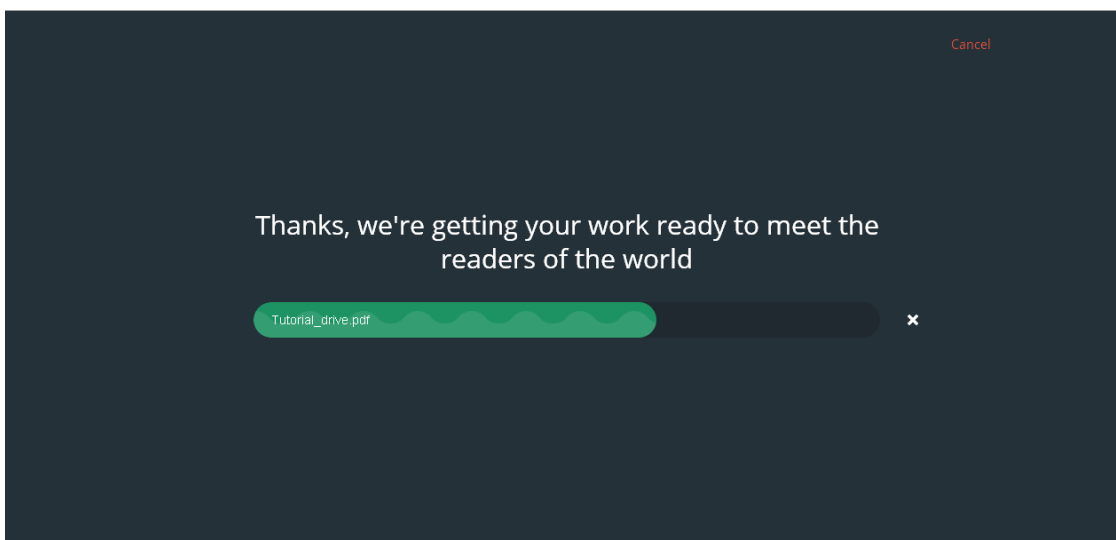 Cancel
Thanks, we're getting your work ready to meet the
readers of the world
Tutorial_drive.pdf